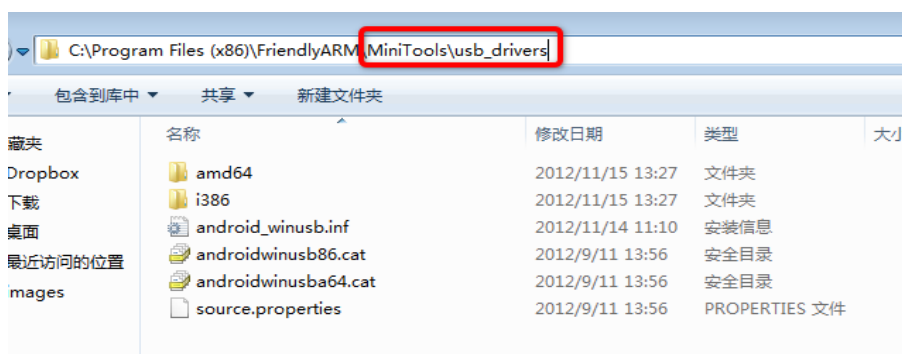 C:\Program Files (x86)\FriendlyARM\MiniTools\usb_drivers
包含到库中 共享 新建文件夹
名称 修改日期 类型 大小
藏夹
Dropbox
下载
桌面
最近访问的位置
images
amd64 2012/11/15 13:27 文件夹
i386 2012/11/15 13:27 文件夹
android_winusb.inf 2012/11/14 11:10 安装信息
androidwinusb86.cat 2012/9/11 13:56 安全目录
androidwinusba64.cat 2012/9/11 13:56 安全目录
source.properties 2012/9/11 13:56 PROPERTIES 文件